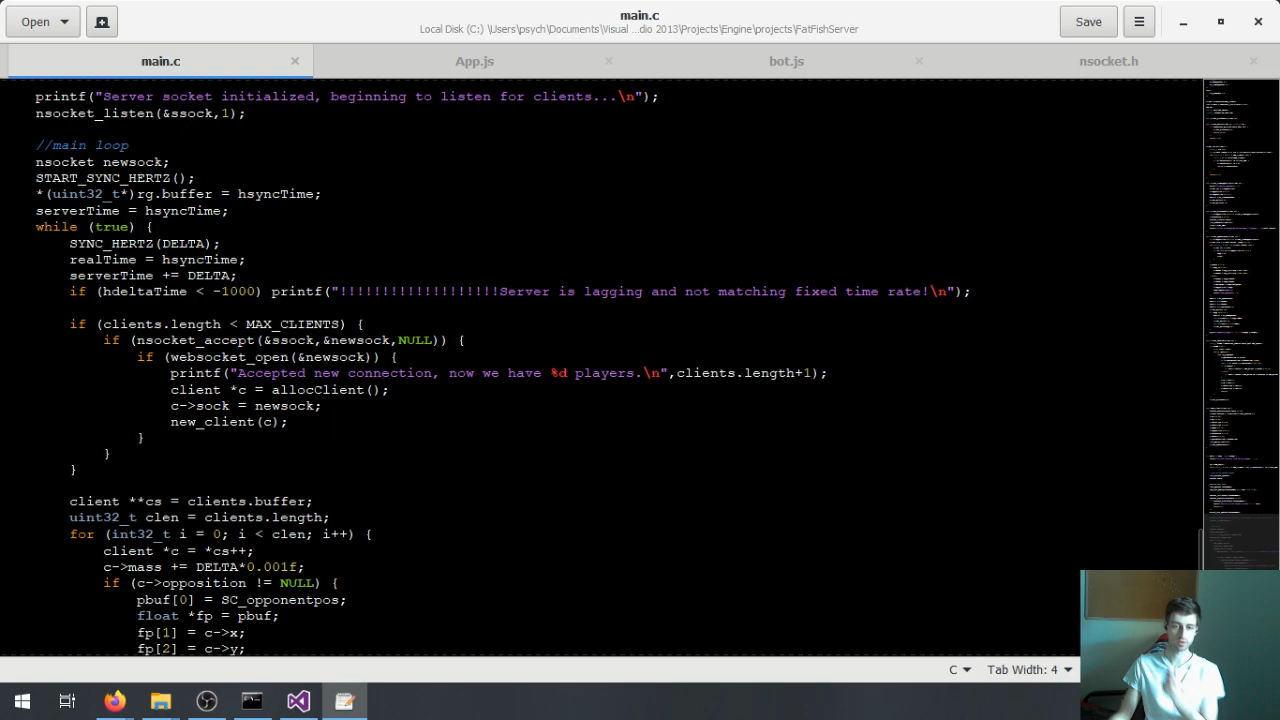 Open
main.c
Local Disk (C:) \Users\psych\Documents\Visual ...dio 2013\Projects\Engine\projects\FatFishServer
Save
main.c
App.js
bot.js
nsocket.h
printf("Server socket initialized, beginning to listen for clients...\n");
nsocket_listen(&ssock,1);
//main loop
nsocket newsock;
START_SYNC_HERTZ();
*(uint32_t*)rg.buffer = hsyncTime;
serverTime = hsyncTime;
while (true) {
SYNC_HERTZ(DELTA);
realTime = hsyncTime;
serverTime += DELTA;
if (hdeltaTime < -1000) printf("!!!!!!!!!!!!!!!!!!!Server is lagging and not matching fixed time rate!\n");
if (clients.length < MAX_CLIENTS) {
if (nsocket_accept(&ssock,&newsock,NULL)) {
if (websocket_open(&newsock)) {
printf("Accepted new connection, now we have %d players.\n",clients.length+1);
client *c = allocClient();
c->sock = newsock;
new_client(c);
}
}
}
client **cs = clients.buffer;
uint32_t clen = clients.length;
for (int32_t i = 0; i < clen; i++) {
client *c = *cs++;
c->mass += DELTA*0.001f;
if (c->opposition != NULL) {
pbuf[0] = SC_opponentpos;
float *fp = pbuf;
fp[1] = c->x;
fp[2] = c->y;
C
Tab Width: 4